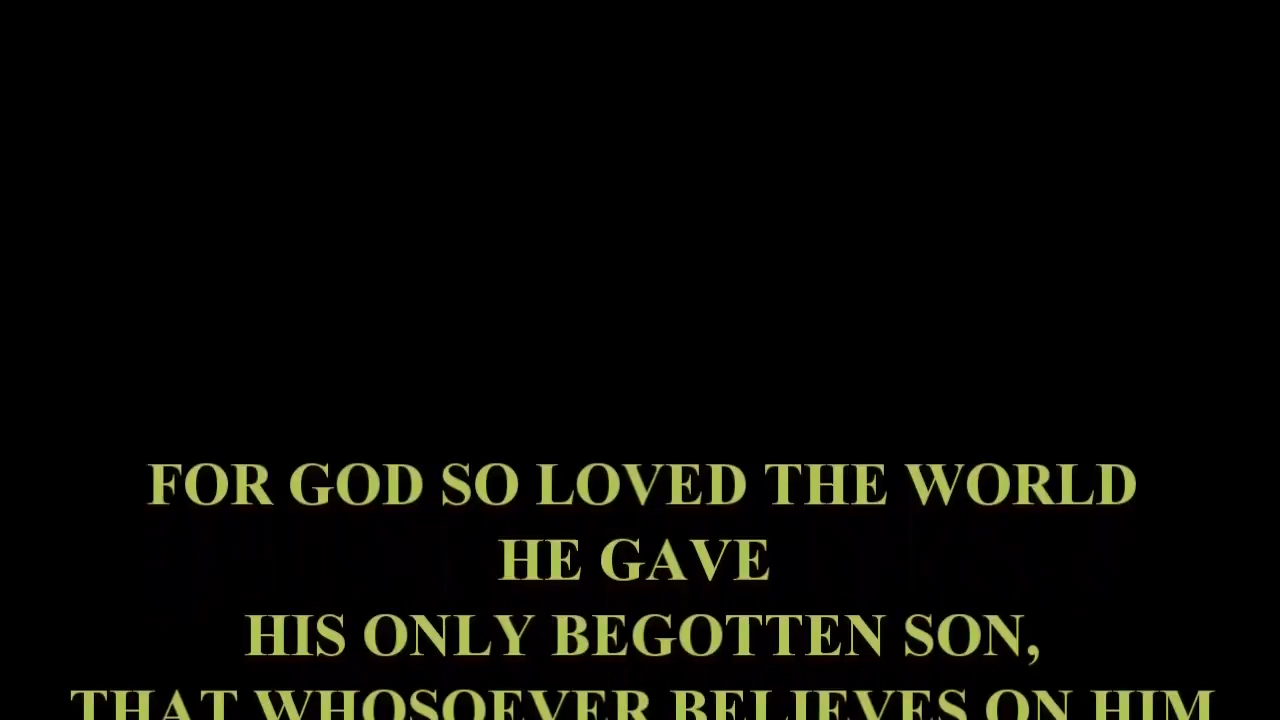 FOR GOD SO LOVED THE WORLD
HE GAVE
HIS ONLY BEGOTTEN SON,
THAT WHOSOEVER BELIEVES ON HIM